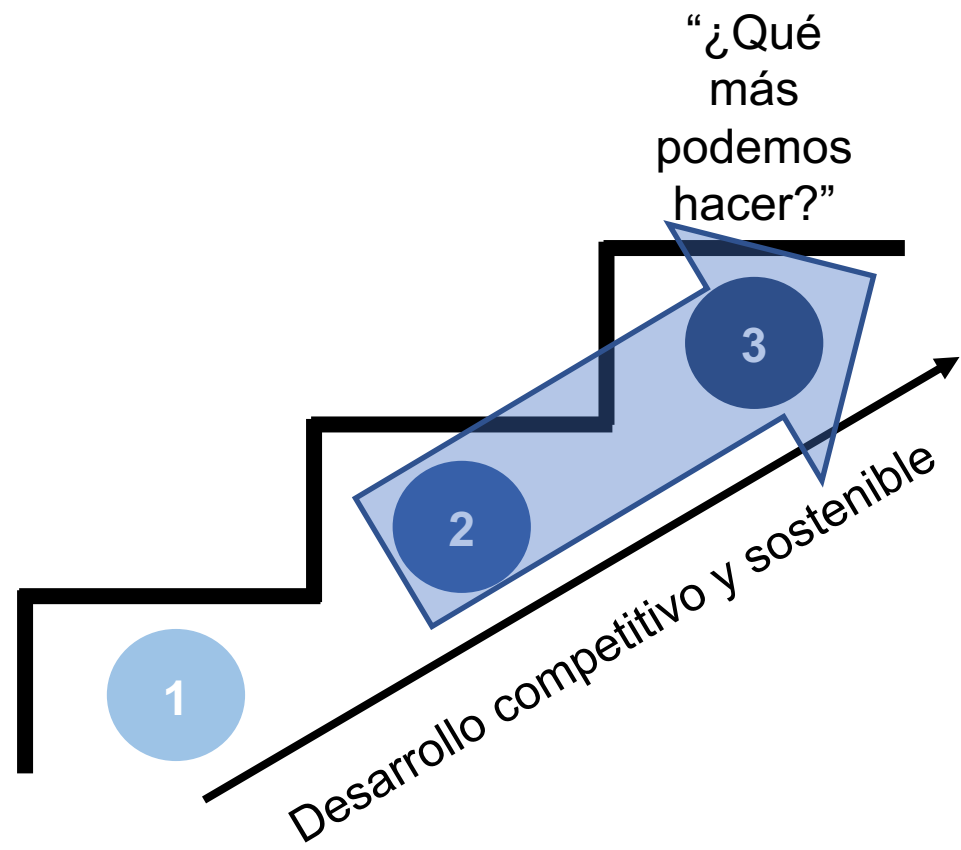 “¿Qué
más
podemos
hacer?”
3
2
1
Desarrollo competitivo y sostenible